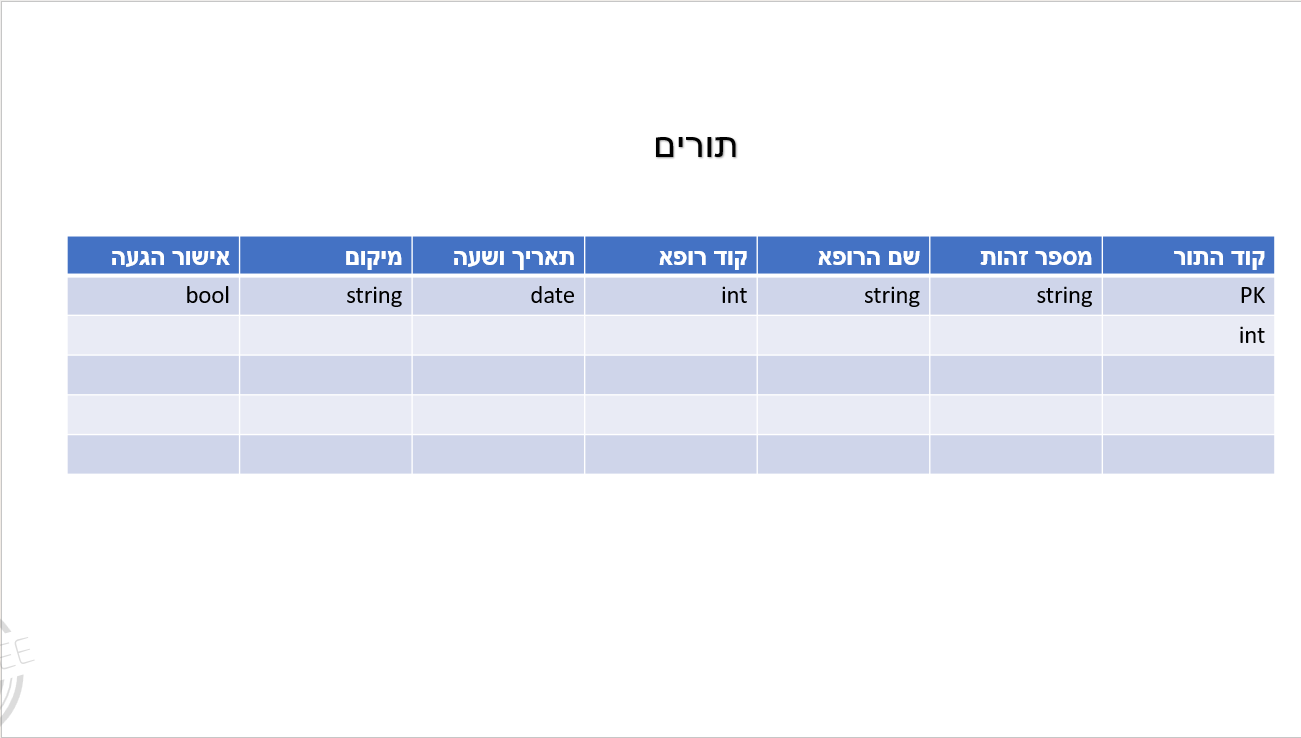 תורים
קוד התור מספר זהות שם הרופא קוד רופא תאריך ושעה מיקום אישור הגעה
PK string string int date string bool
int
EE